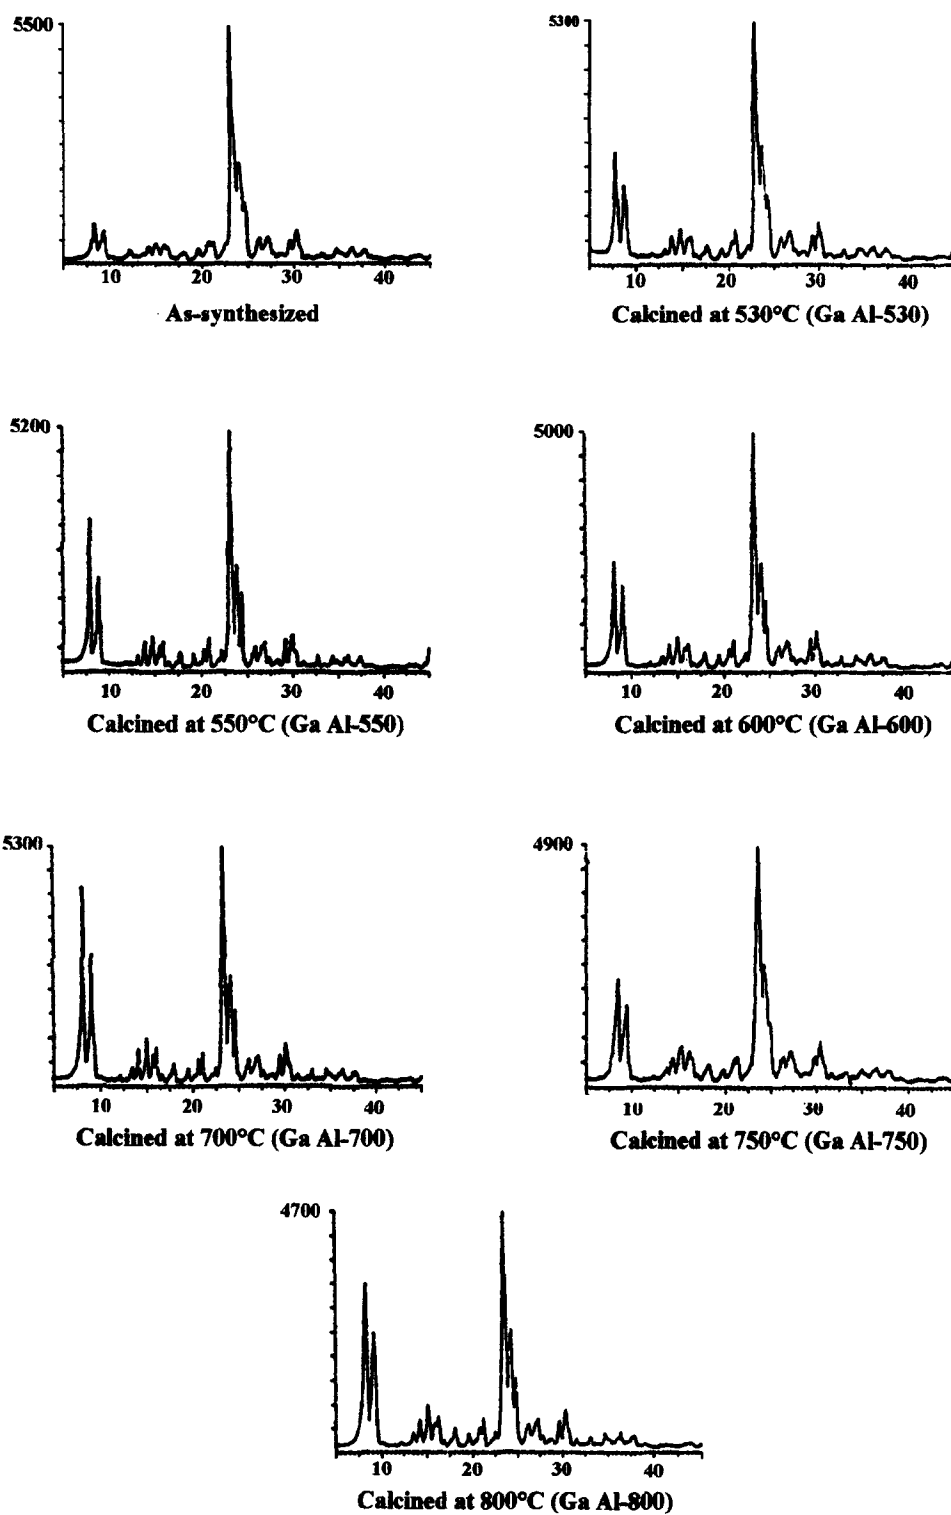 5500
10 20 30 40
As-synthesized
5300
10 20 30 40
Calcined at 530°C (Ga Al-530)
5200
10 20 30 40
Calcined at 550°C (Ga Al-550)
5000
10 20 30 40
Calcined at 600°C (Ga Al-600)
5300
10 20 30 40
Calcined at 700°C (Ga Al-700)
4900
10 20 30 40
Calcined at 750°C (Ga Al-750)
4700
10 20 30 40
Calcined at 800°C (Ga Al-800)